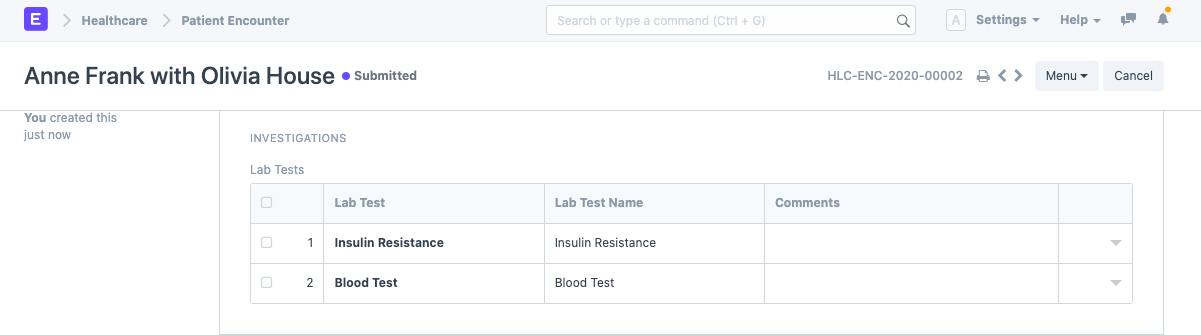 E Healthcare Patient Encounter Search or type a command (Ctrl + G) A Settings Help
Anne Frank with Olivia House Submitted HLC-ENC-2020-00002 Menu Cancel
You created this
just now
INVESTIGATIONS
Lab Tests
Lab Test Lab Test Name Comments
1 Insulin Resistance Insulin Resistance
2 Blood Test Blood Test